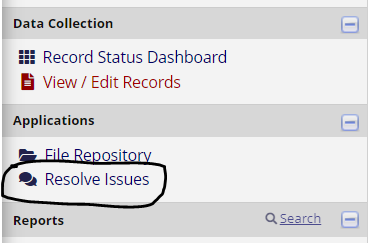 Data Collection
Record Status Dashboard
View / Edit Records
Applications
File Repository
Resolve Issues
Reports Search